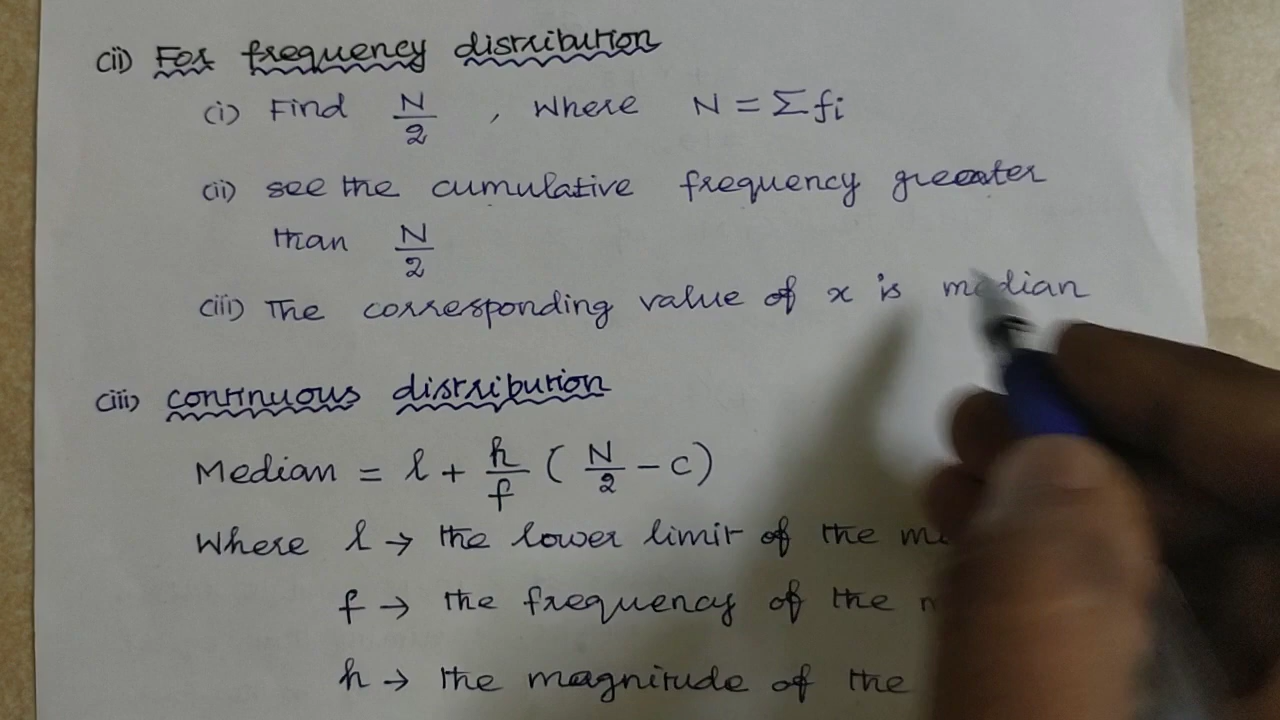 (ii) For frequency distribution
(i) Find N/2 , where N = Σfi
(ii) see the cumulative frequency greater
than N/2
(iii) The corresponding value of x is median
(iii) continuous distribution
Median = l + h/f ( N/2 - c )
Where l → the lower limit of the
f → the frequency of the
h → the magnitude of the